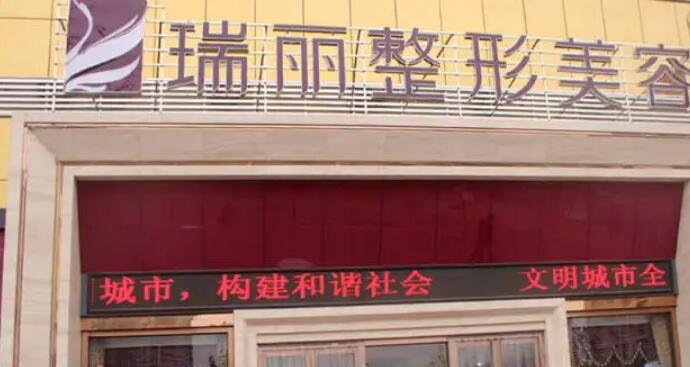 瑞丽整形美容
城市，构建和谐社会 文明城市全